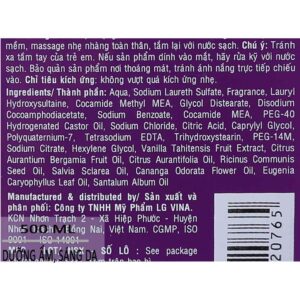 mềm, massage nhẹ nhàng toàn thân, tắm lại với nước sạch. Chú ý: Tránh
xa tầm tay của trẻ em. Nếu sản phẩm dính vào mắt, hãy rửa kỹ với nước
sạch. Bảo quản sản phẩm nơi thoáng mát, tránh ánh nắng trực tiếp chiếu
vào. Chỉ tiêu kích ứng: không vượt quá kích ứng nhẹ.
Ingredients/ Thành phần: Aqua, Sodium Laureth Sulfate, Fragrance, Lauryl
Hydroxysultaine, Cocamide Methyl MEA, Glycol Distearate, Disodium
Cocoamphodiacetate, Sodium Benzoate, Cocamide MEA, PEG-40
Hydrogenated Castor Oil, Sodium Chloride, Citric Acid, Caprylyl Glycol,
Polyquaternium-7, Tetrasodium EDTA, Trihydroxystearin, PEG-14M,
Sodium Citrate, Hexylene Glycol, Vanilla Tahitensis Fruit Extract, Citrus
Aurantium Bergamia Fruit Oil, Citrus Aurantifolia Oil, Ricinus Communis
Seed Oil, Salvia Sclarea Oil, Cananga Odorata Flower Oil, Eugenia
Caryophyllus Leaf Oil, Santalum Album Oil
Manufactured & distributed by/ Sản xuất và
phân phối: Công ty TNHH Mỹ Phẩm LG VINA.
KCN Nhơn Trạch 2 - Xã Hiệp Phước - Huyện
Việt Nam. CGMP, ISO
500 ML
DƯỠNG ẨM, SÁNG DA
SỐ LÔ
: See
20765